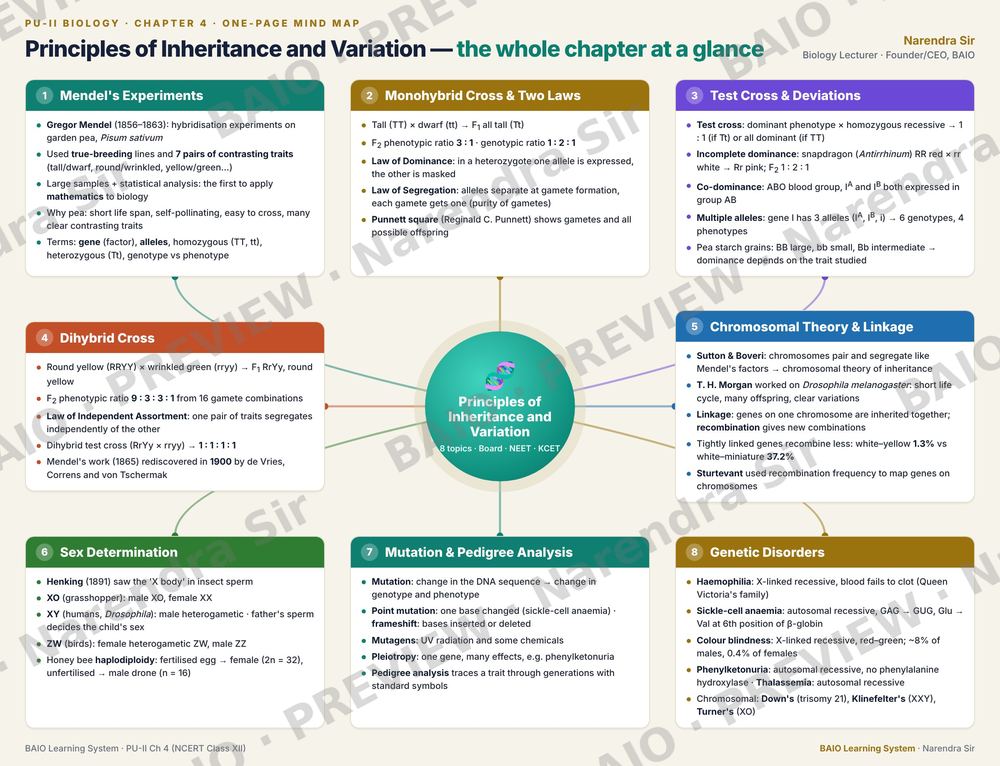 PU-II BIOLOGY · CHAPTER 4 · ONE-PAGE MIND MAP
Principles of Inheritance and Variation — the whole chapter at a glance
Narendra Sir
Biology Lecturer · Founder/CEO, BAIO
1 Mendel's Experiments
• Gregor Mendel (1856–1863): hybridisation experiments on
garden pea, Pisum sativum
• Used true-breeding lines and 7 pairs of contrasting traits
(tall/dwarf, round/wrinkled, yellow/green...)
• Large samples + statistical analysis: the first to apply
mathematics to biology
• Why pea: short life span, self-pollinating, easy to cross, many
clear contrasting traits
• Terms: gene (factor), alleles, homozygous (TT, tt),
heterozygous (Tt), genotype vs phenotype
2 Monohybrid Cross & Two Laws
• Tall (TT) × dwarf (tt) → F₁ all tall (Tt)
• F₂ phenotypic ratio 3 : 1 · genotypic ratio 1 : 2 : 1
• Law of Dominance: in a heterozygote one allele is expressed,
the other is masked
• Law of Segregation: alleles separate at gamete formation,
each gamete gets one (purity of gametes)
• Punnett square (Reginald C. Punnett) shows gametes and all
possible offspring
3 Test Cross & Deviations
• Test cross: dominant phenotype × homozygous recessive → 1
: 1 (if Tt) or all dominant (if TT)
• Incomplete dominance: snapdragon (Antirrhinum) RR red × rr
white → Rr pink; F₂ 1 : 2 : 1
• Co-dominance: ABO blood group, Iᴬ and Iᴮ both expressed in
group AB
• Multiple alleles: gene I has 3 alleles (Iᴬ, Iᴮ, i) → 6 genotypes, 4
phenotypes
• Pea starch grains: BB large, bb small, Bb intermediate →
dominance depends on the trait studied
4 Dihybrid Cross
• Round yellow (RRYY) × wrinkled green (rryy) → F₁ RrYy, round
yellow
• F₂ phenotypic ratio 9 : 3 : 3 : 1 from 16 gamete combinations
• Law of Independent Assortment: one pair of traits segregates
independently of the other
• Dihybrid test cross (RrYy × rryy) → 1 : 1 : 1 : 1
• Mendel's work (1865) rediscovered in 1900 by de Vries,
Correns and von Tschermak
Principles of
Inheritance and
Variation
8 topics · Board · NEET · KCET
5 Chromosomal Theory & Linkage
• Sutton & Boveri: chromosomes pair and segregate like
Mendel's factors → chromosomal theory of inheritance
• T. H. Morgan worked on Drosophila melanogaster: short life
cycle, many offspring, clear variations
• Linkage: genes on one chromosome are inherited together;
recombination gives new combinations
• Tightly linked genes recombine less: white–yellow 1.3% vs
white–miniature 37.2%
• Sturtevant used recombination frequency to map genes on
chromosomes
6 Sex Determination
• Henking (1891) saw the 'X body' in insect sperm
• XO (grasshopper): male XO, female XX
• XY (humans, Drosophila): male heterogametic · father's sperm
decides the child's sex
• ZW (birds): female heterogametic ZW, male ZZ
• Honey bee haplodiploidy: fertilised egg → female (2n = 32),
unfertilised → male drone (n = 16)
7 Mutation & Pedigree Analysis
• Mutation: change in the DNA sequence → change in
genotype and phenotype
• Point mutation: one base changed (sickle-cell anaemia) ·
frameshift: bases inserted or deleted
• Mutagens: UV radiation and some chemicals
• Pleiotropy: one gene, many effects, e.g. phenylketonuria
• Pedigree analysis traces a trait through generations with
standard symbols
8 Genetic Disorders
• Haemophilia: X-linked recessive, blood fails to clot (Queen
Victoria's family)
• Sickle-cell anaemia: autosomal recessive, GAG → GUG, Glu →
Val at 6th position of β-globin
• Colour blindness: X-linked recessive, red–green; ~8% of
males, 0.4% of females
• Phenylketonuria: autosomal recessive, no phenylalanine
hydroxylase · Thalassemia: autosomal recessive
• Chromosomal: Down's (trisomy 21), Klinefelter's (XXY),
Turner's (XO)
BAIO Learning System · PU-II Ch 4 (NCERT Class XII)
BAIO Learning System · Narendra Sir
BAIO · PREVIEW · Narendra Sir